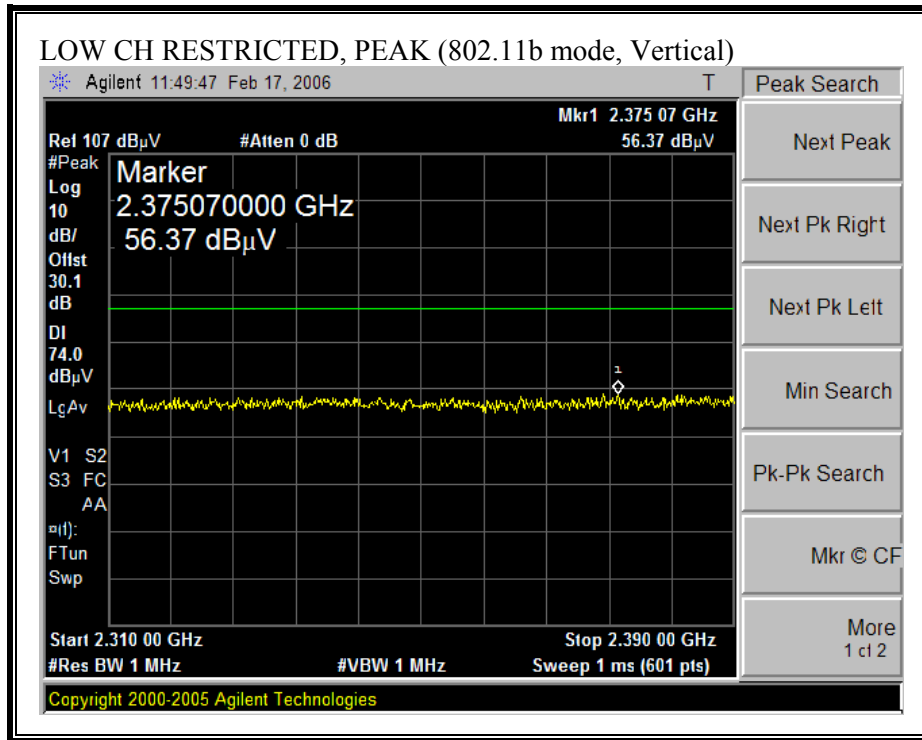 LOW CH RESTRICTED, PEAK (802.11b mode, Vertical)
Agilent 11:49:47 Feb 17, 2006 T
Peak Search
Mkr1 2.375 07 GHz
Ref 107 dBµV #Atten 0 dB 56.37 dBµV
#Peak
Log
10
dB/
Offst
30.1
dB
DI
74.0
dBµV
LgAv
V1 S2
S3 FC
AA
¤(f):
FTun
Swp
Marker
2.375070000 GHz
56.37 dBµV
1
Start 2.310 00 GHz Stop 2.390 00 GHz
#Res BW 1 MHz #VBW 1 MHz Sweep 1 ms (601 pts)
Copyright 2000-2005 Agilent Technologies
Next Peak
Next Pk Right
Next Pk Left
Min Search
Pk-Pk Search
Mkr © CF
More
1 of 2